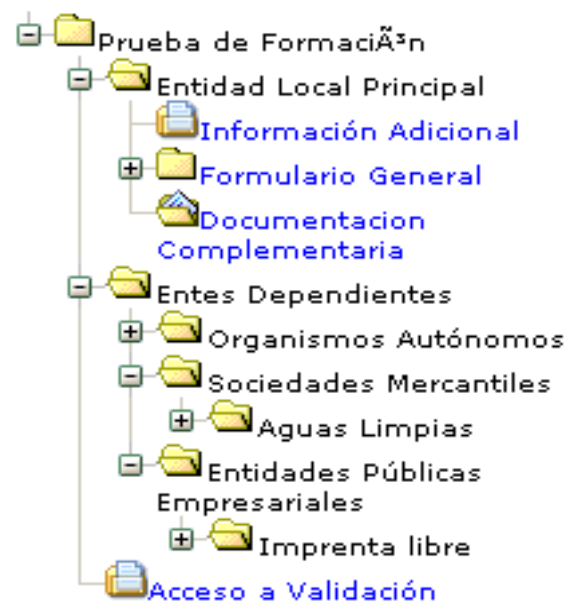 Prueba de FormaciÃ³n
Entidad Local Principal
Información Adicional
Formulario General
Documentacion
Complementaria
Entes Dependientes
Organismos Autónomos
Sociedades Mercantiles
Aguas Limpias
Entidades Públicas
Empresariales
Imprenta libre
Acceso a Validación